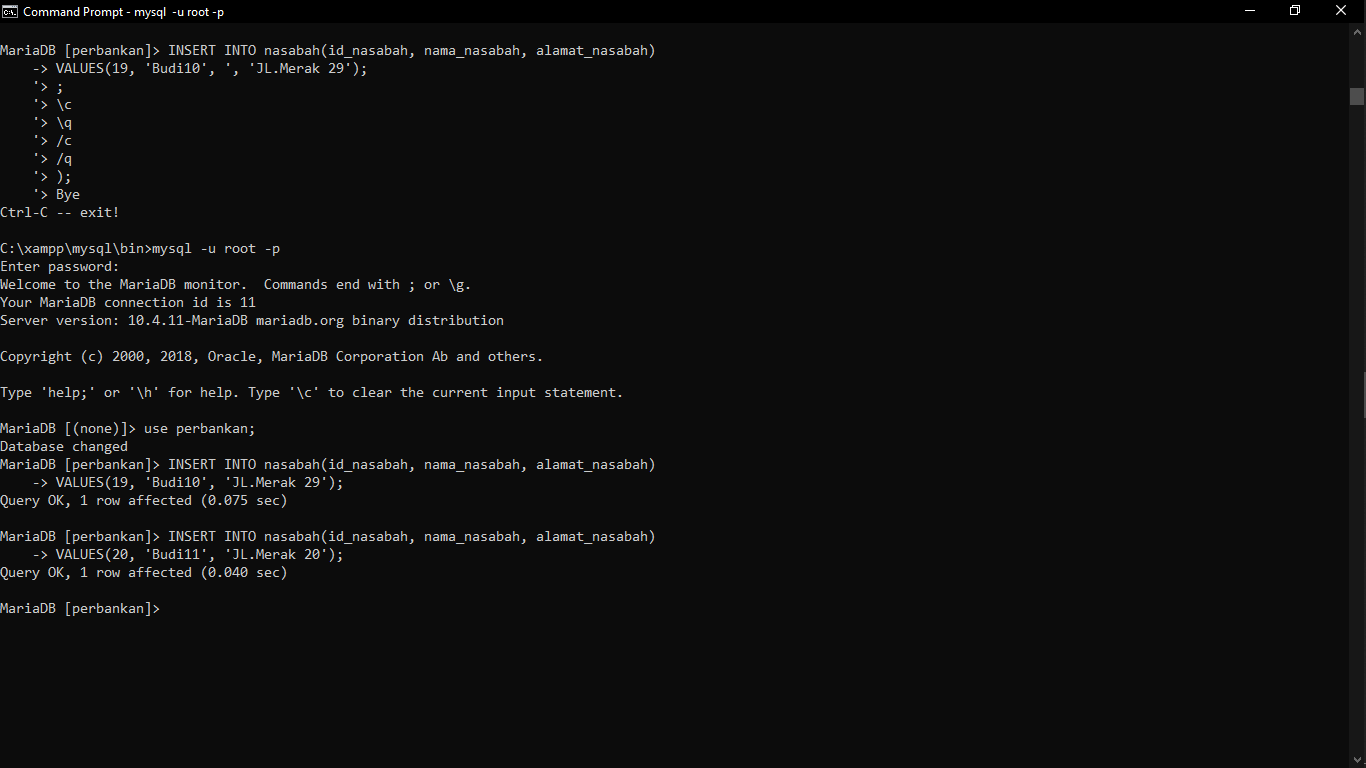 Command Prompt - mysql -u root -p
MariaDB [perbankan]> INSERT INTO nasabah(id_nasabah, nama_nasabah, alamat_nasabah)
    -> VALUES(19, 'Budi10', ', 'JL.Merak 29');
    '> ;
    '> \c
    '> \q
    '> /c
    '> /q
    '> );
    '> Bye
Ctrl-C -- exit!
C:\xampp\mysql\bin>mysql -u root -p
Enter password:
Welcome to the MariaDB monitor.  Commands end with ; or \g.
Your MariaDB connection id is 11
Server version: 10.4.11-MariaDB mariadb.org binary distribution
Copyright (c) 2000, 2018, Oracle, MariaDB Corporation Ab and others.
Type 'help;' or '\h' for help. Type '\c' to clear the current input statement.
MariaDB [(none)]> use perbankan;
Database changed
MariaDB [perbankan]> INSERT INTO nasabah(id_nasabah, nama_nasabah, alamat_nasabah)
    -> VALUES(19, 'Budi10', 'JL.Merak 29');
Query OK, 1 row affected (0.075 sec)
MariaDB [perbankan]> INSERT INTO nasabah(id_nasabah, nama_nasabah, alamat_nasabah)
    -> VALUES(20, 'Budi11', 'JL.Merak 20');
Query OK, 1 row affected (0.040 sec)
MariaDB [perbankan]>